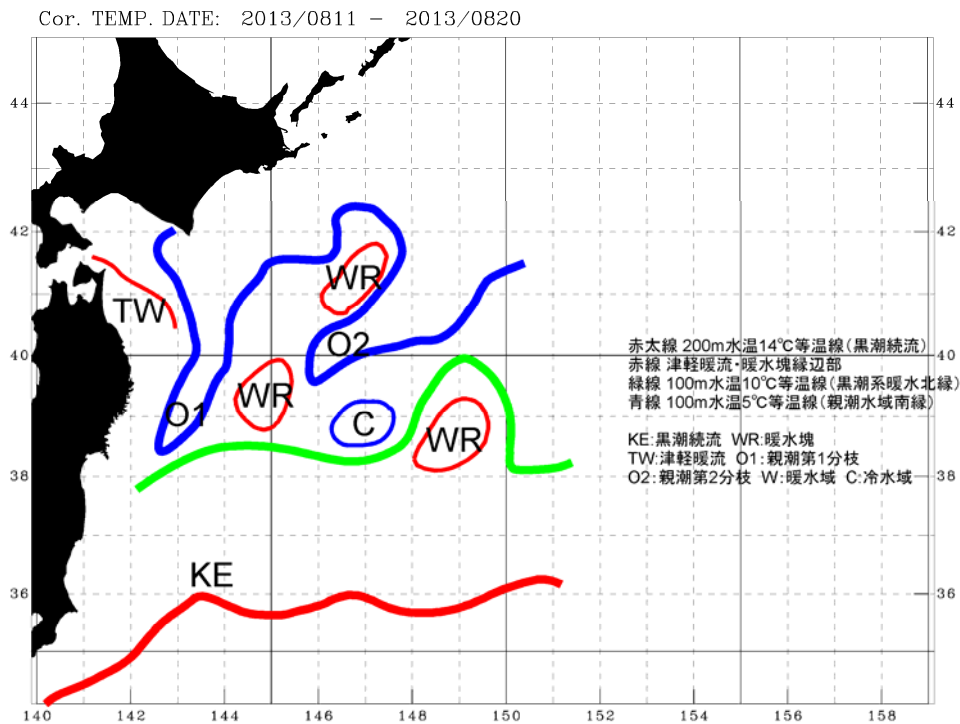 Cor. TEMP. DATE: 2013/0811 - 2013/0820
44 44
42 42
WR
TW
O2
40 40
赤太線 200m水温14℃等温線(黒潮続流)
赤線 津軽暖流・暖水塊縁辺部
緑線 100m水温10℃等温線(黒潮系暖水北縁)
青線 100m水温5℃等温線(親潮水域南縁)
WR
O1
C
WR
KE:黒潮続流 WR:暖水塊
TW:津軽暖流 O1:親潮第1分枝
O2:親潮第2分枝 W:暖水域 C:冷水域
38 38
KE
36 36
140 142 144 146 148 150 152 154 156 158